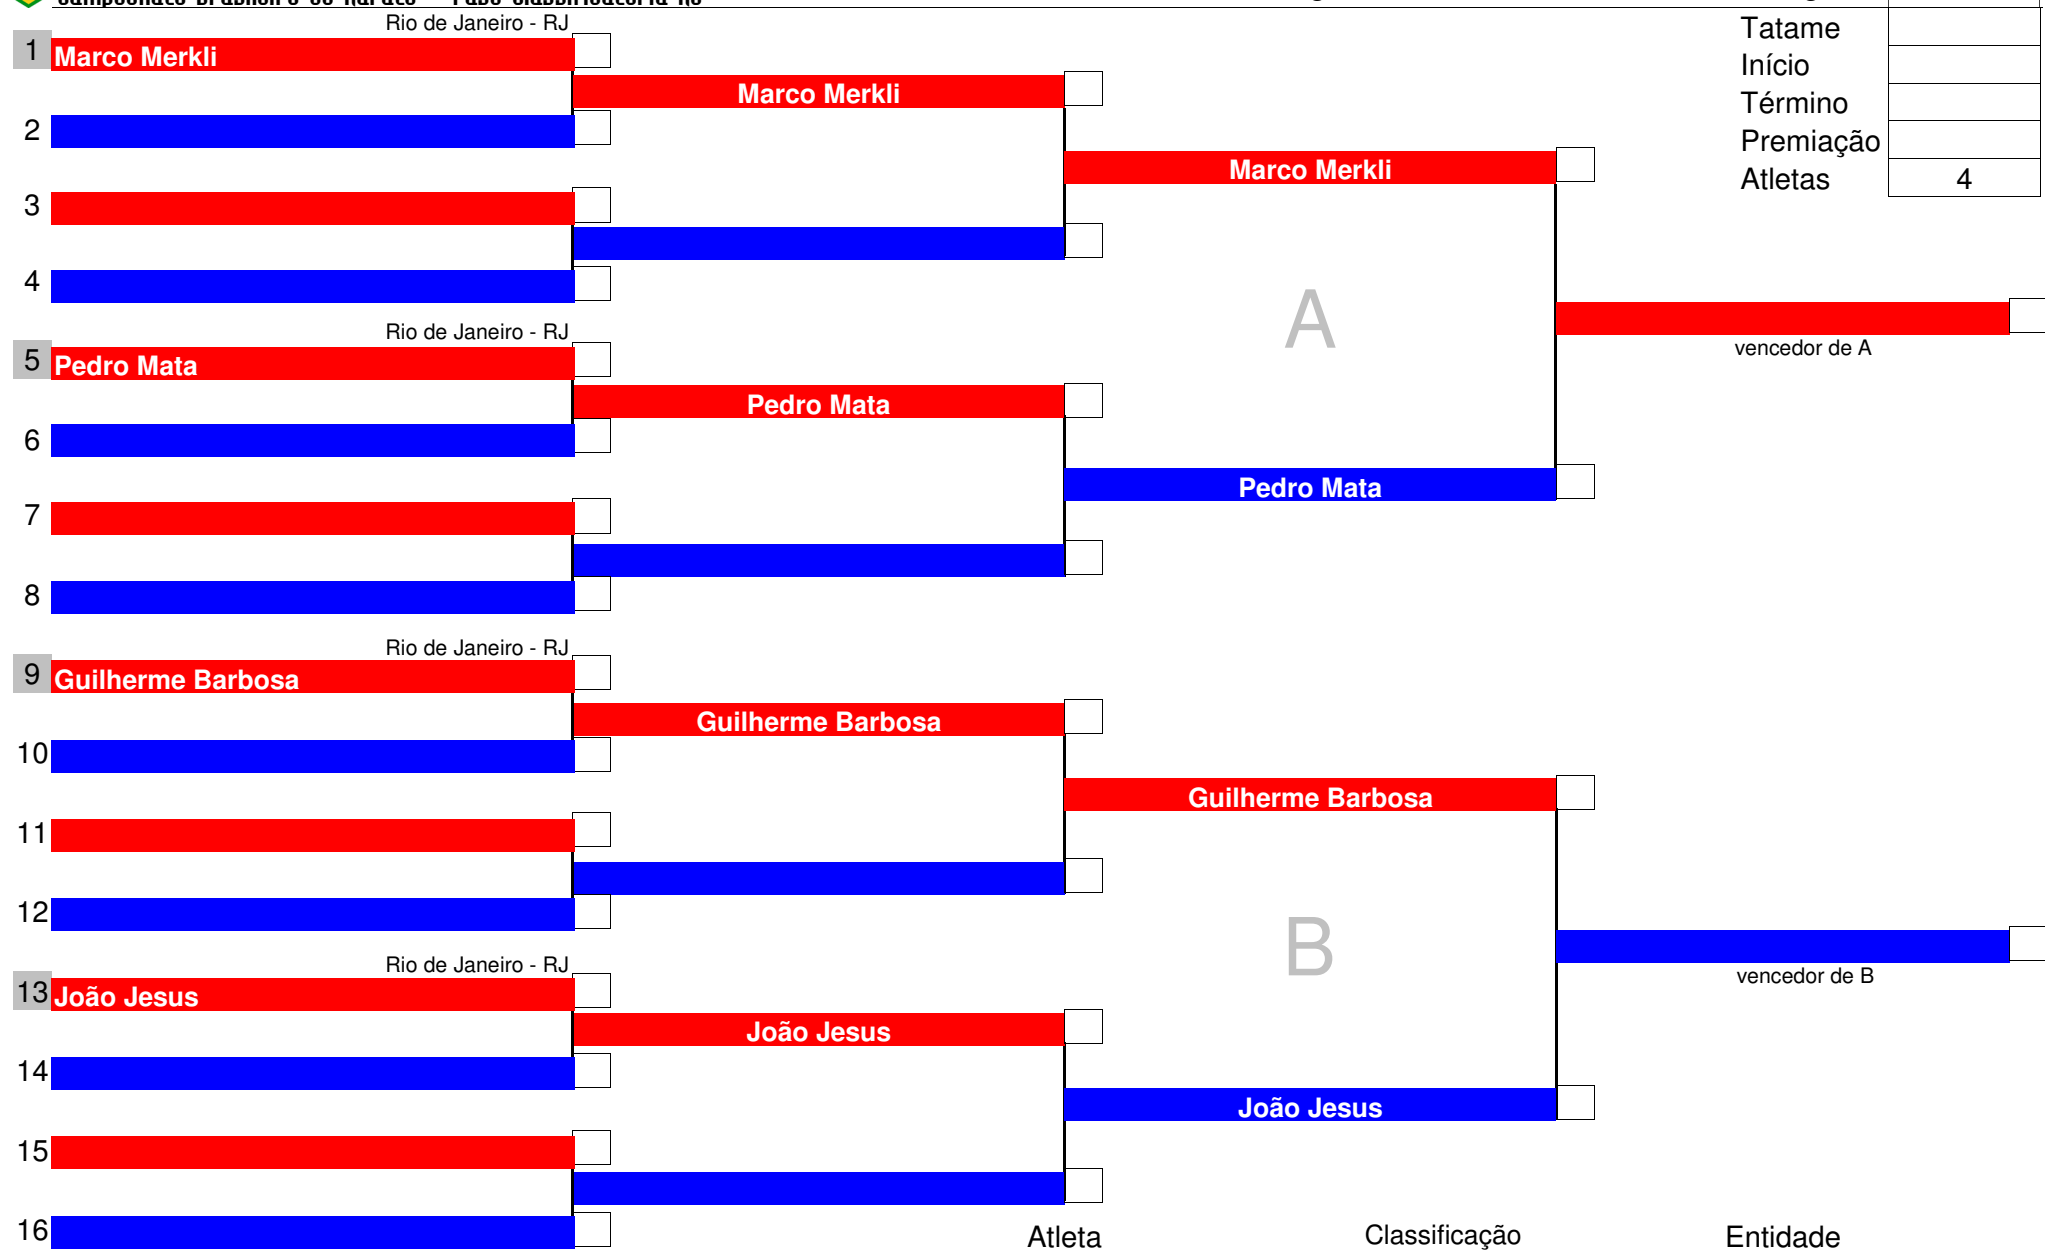 Rio de Janeiro - RJ
Tatame
1 Marco Merkli
Início
Marco Merkli
Término
2
Premiação
Marco Merkli
Atletas 4
3
4
A
Rio de Janeiro - RJ
vencedor de A
5 Pedro Mata
Pedro Mata
6
Pedro Mata
7
8
Rio de Janeiro - RJ
9 Guilherme Barbosa
Guilherme Barbosa
10
Guilherme Barbosa
11
12
B
Rio de Janeiro - RJ
vencedor de B
13 João Jesus
João Jesus
14
João Jesus
15
16
Atleta Classificação Entidade